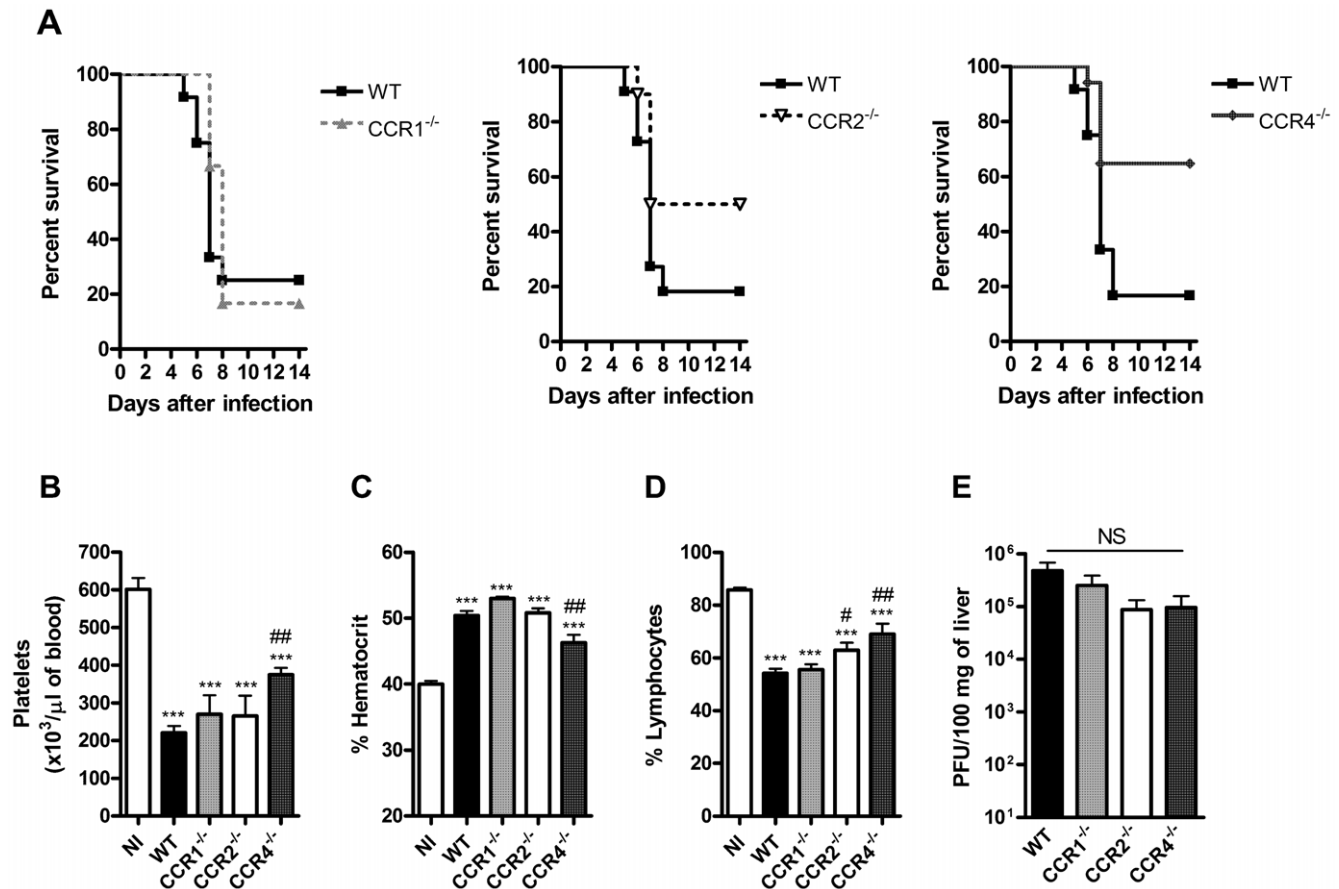 A
100
80
60
40
20
0
Percent survival
0 2 4 6 8 10 12 14
Days after infection
WT
CCR1-/-
100
80
60
40
20
0
Percent survival
0 2 4 6 8 10 12 14
Days after infection
WT
CCR2-/-
100
80
60
40
20
0
Percent survival
0 2 4 6 8 10 12 14
Days after infection
WT
CCR4-/-
B
700
600
500
400
300
200
100
0
Platelets
(x10³/µl of blood)
***
***
***
##
***
NI WT CCR1-/- CCR2-/- CCR4-/-
C
60
50
40
30
20
% Hematocrit
***
***
***
##
***
NI WT CCR1-/- CCR2-/- CCR4-/-
D
100
80
60
40
20
0
% Lymphocytes
***
***
#
***
##
***
NI WT CCR1-/- CCR2-/- CCR4-/-
E
NS
10⁶
10⁵
10⁴
10³
10²
10¹
PFU/100 mg of liver
WT CCR1-/- CCR2-/- CCR4-/-